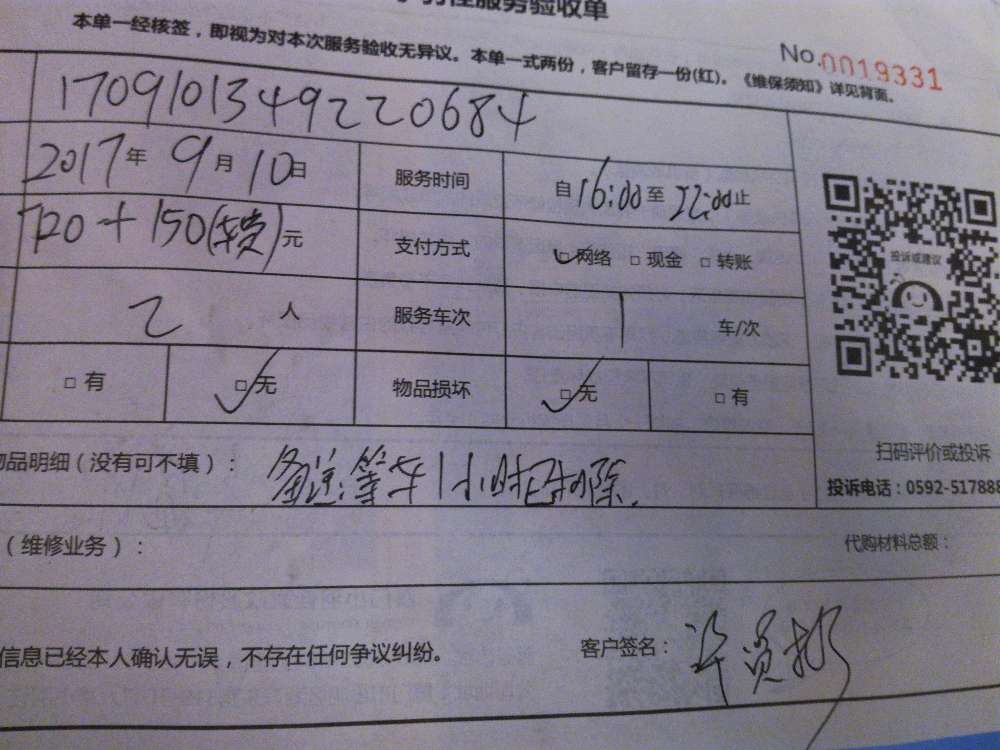 服务验收单
本单一经核签，即视为对本次服务验收无异议。本单一式两份，客户留存一份(红)。《维保须知》详见背面。
No.0019331
1709101349220684
2017年9月10日 服务时间 自16:00至22:00止
720+150(车费)元 支付方式 □网络 □现金 □转账
2人 服务车次 1车/次
□有 □无 物品损坏 □无 □有
投诉或建议
扫码评价或投诉
投诉电话：0592-517888
品明细（没有可不填）： 备注:等车1小时已扣除.
（维修业务）： 代购材料总额：
信息已经本人确认无误，不存在任何争议纠纷。 客户签名：